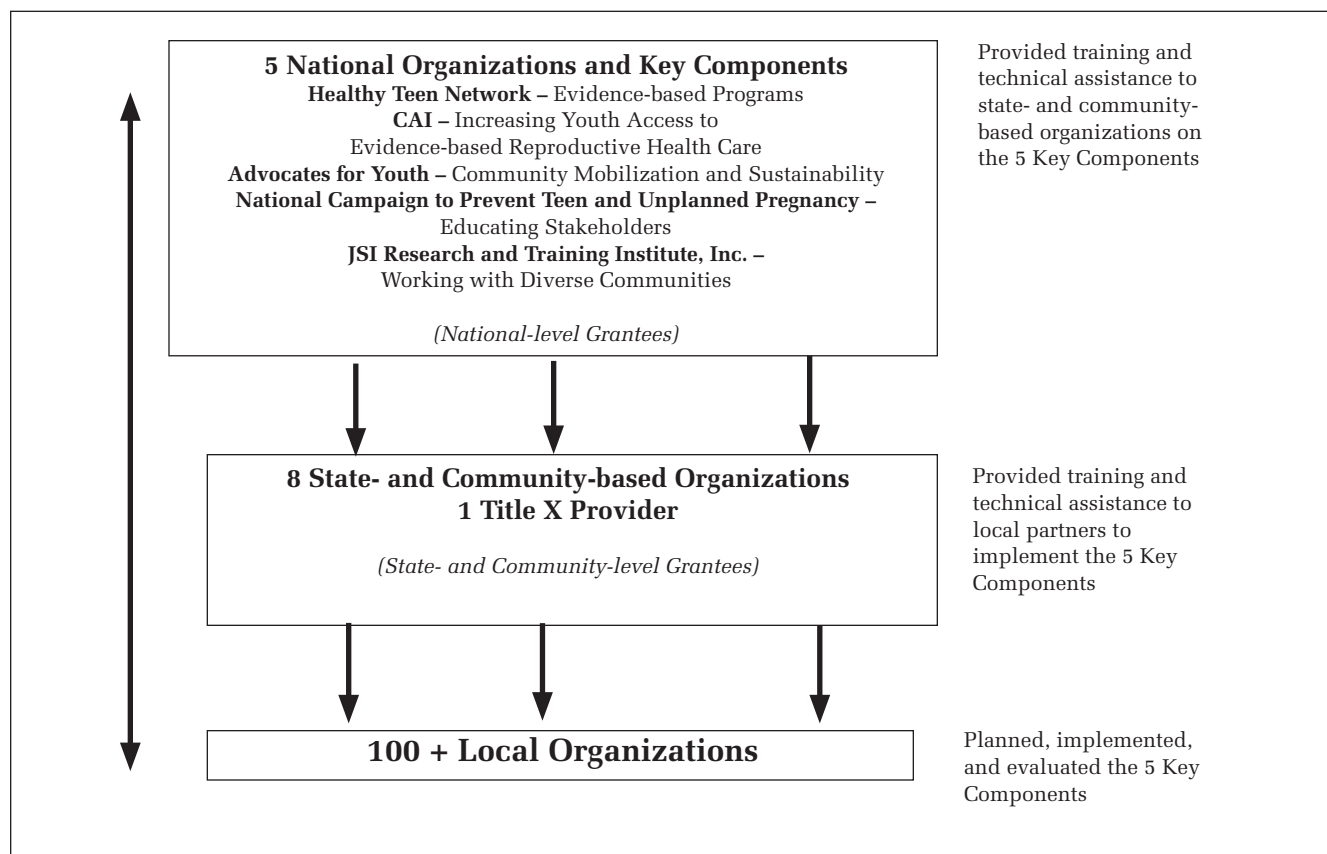 5 National Organizations and Key Components
Healthy Teen Network – Evidence-based Programs
CAI – Increasing Youth Access to
Evidence-based Reproductive Health Care
Advocates for Youth – Community Mobilization and Sustainability
National Campaign to Prevent Teen and Unplanned Pregnancy –
Educating Stakeholders
JSI Research and Training Institute, Inc. –
Working with Diverse Communities
(National-level Grantees)
Provided training and
technical assistance to
state- and community-
based organizations on
the 5 Key Components
8 State- and Community-based Organizations
1 Title X Provider
(State- and Community-level Grantees)
Provided training and
technical assistance to
local partners to
implement the 5 Key
Components
100 + Local Organizations
Planned, implemented,
and evaluated the 5 Key
Components